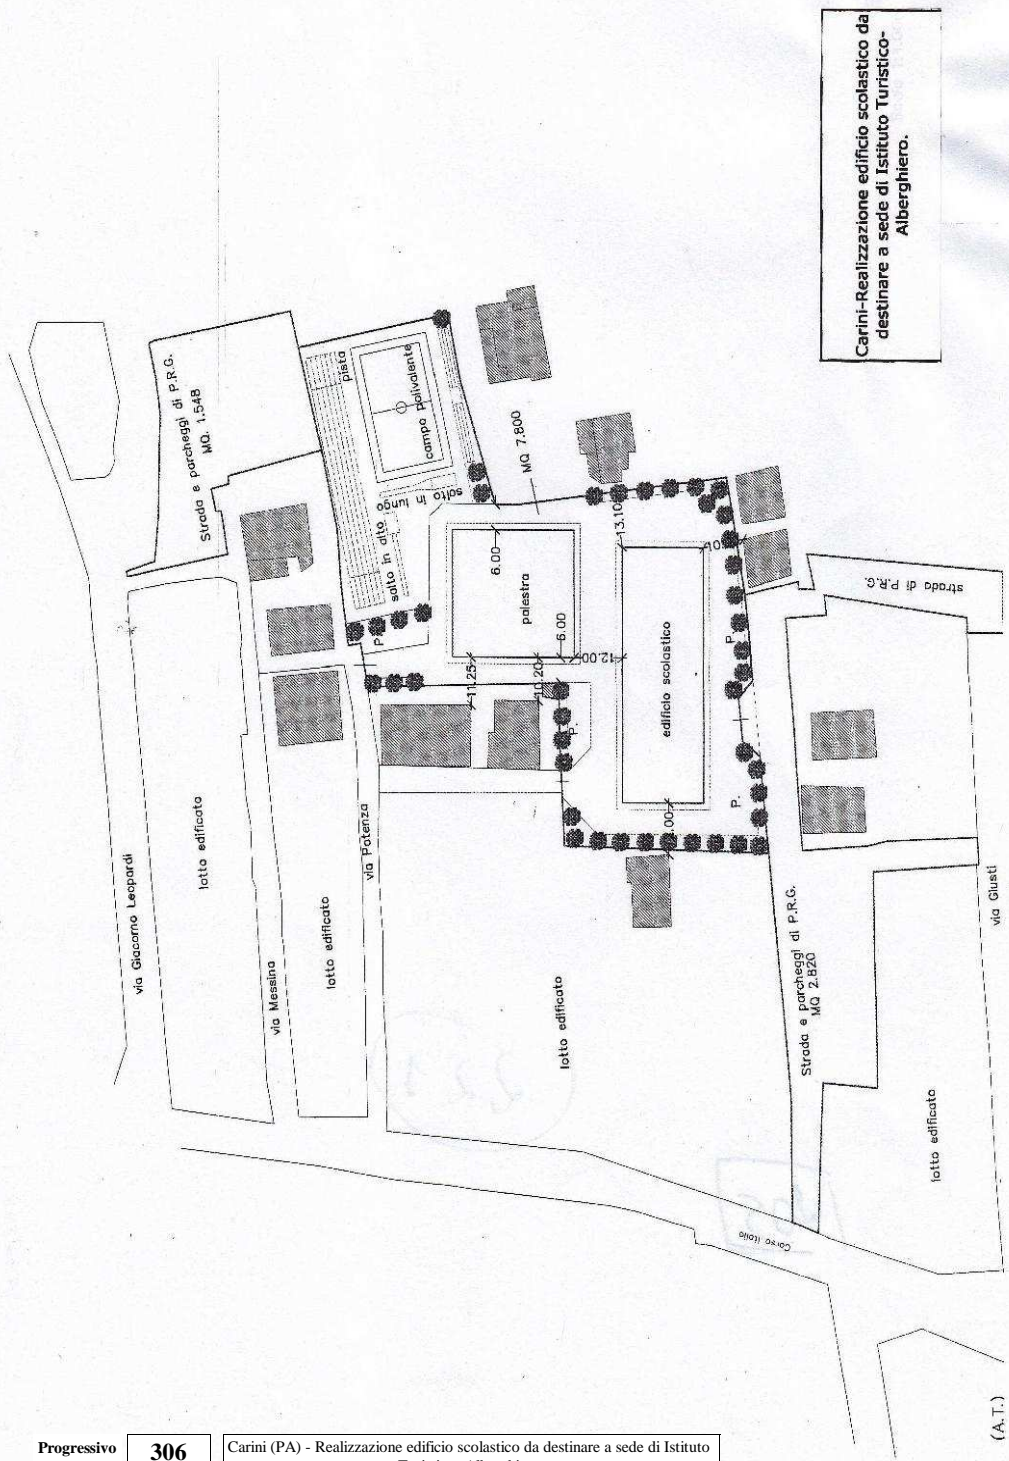 Carini-Realizzazione edificio scolastico da
destinare a sede di Istituto Turistico-
Alberghiero.
via Giacomo Leopardi
lotto edificato
via Messina
lotto edificato
via Potenza
lotto edificato
Strada e parcheggi di P.R.G.
MQ. 1.548
pista
campo polivalente
salto in lungo
salto in alto
P.
MQ 7.800
6.00
palestra
6.00
11.25
10.20
12.00
13.10
P.
edificio scolastico
P.
P.
strada di P.R.G.
Strada e parcheggi di P.R.G.
MQ 2.820
via Giusti
lotto edificato
Corso italia
(A.T.)
Progressivo
306
Carini (PA) - Realizzazione edificio scolastico da destinare a sede di Istituto